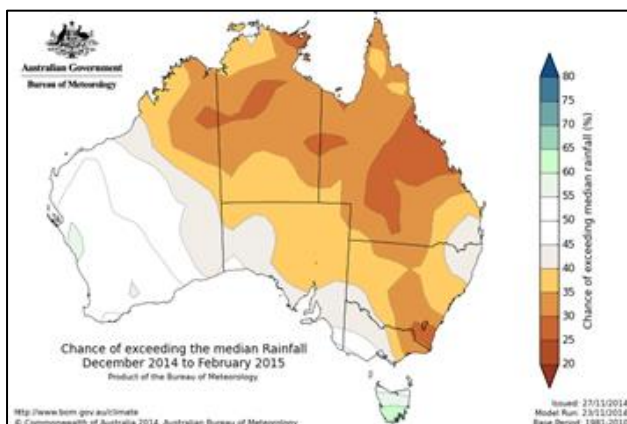 Australian Government
Bureau of Meteorology
Chance of exceeding the median Rainfall
December 2014 to February 2015
Product of the Bureau of Meteorology
http://www.bom.gov.au/climate
© Commonwealth of Australia 2014, Australian Bureau of Meteorology
80
75
70
65
60
55
50
45
40
35
30
25
20
Chance of exceeding median rainfall (%)
Issued: 27/11/2014
Model Run: 23/11/2014
Base Period: 1981-2010